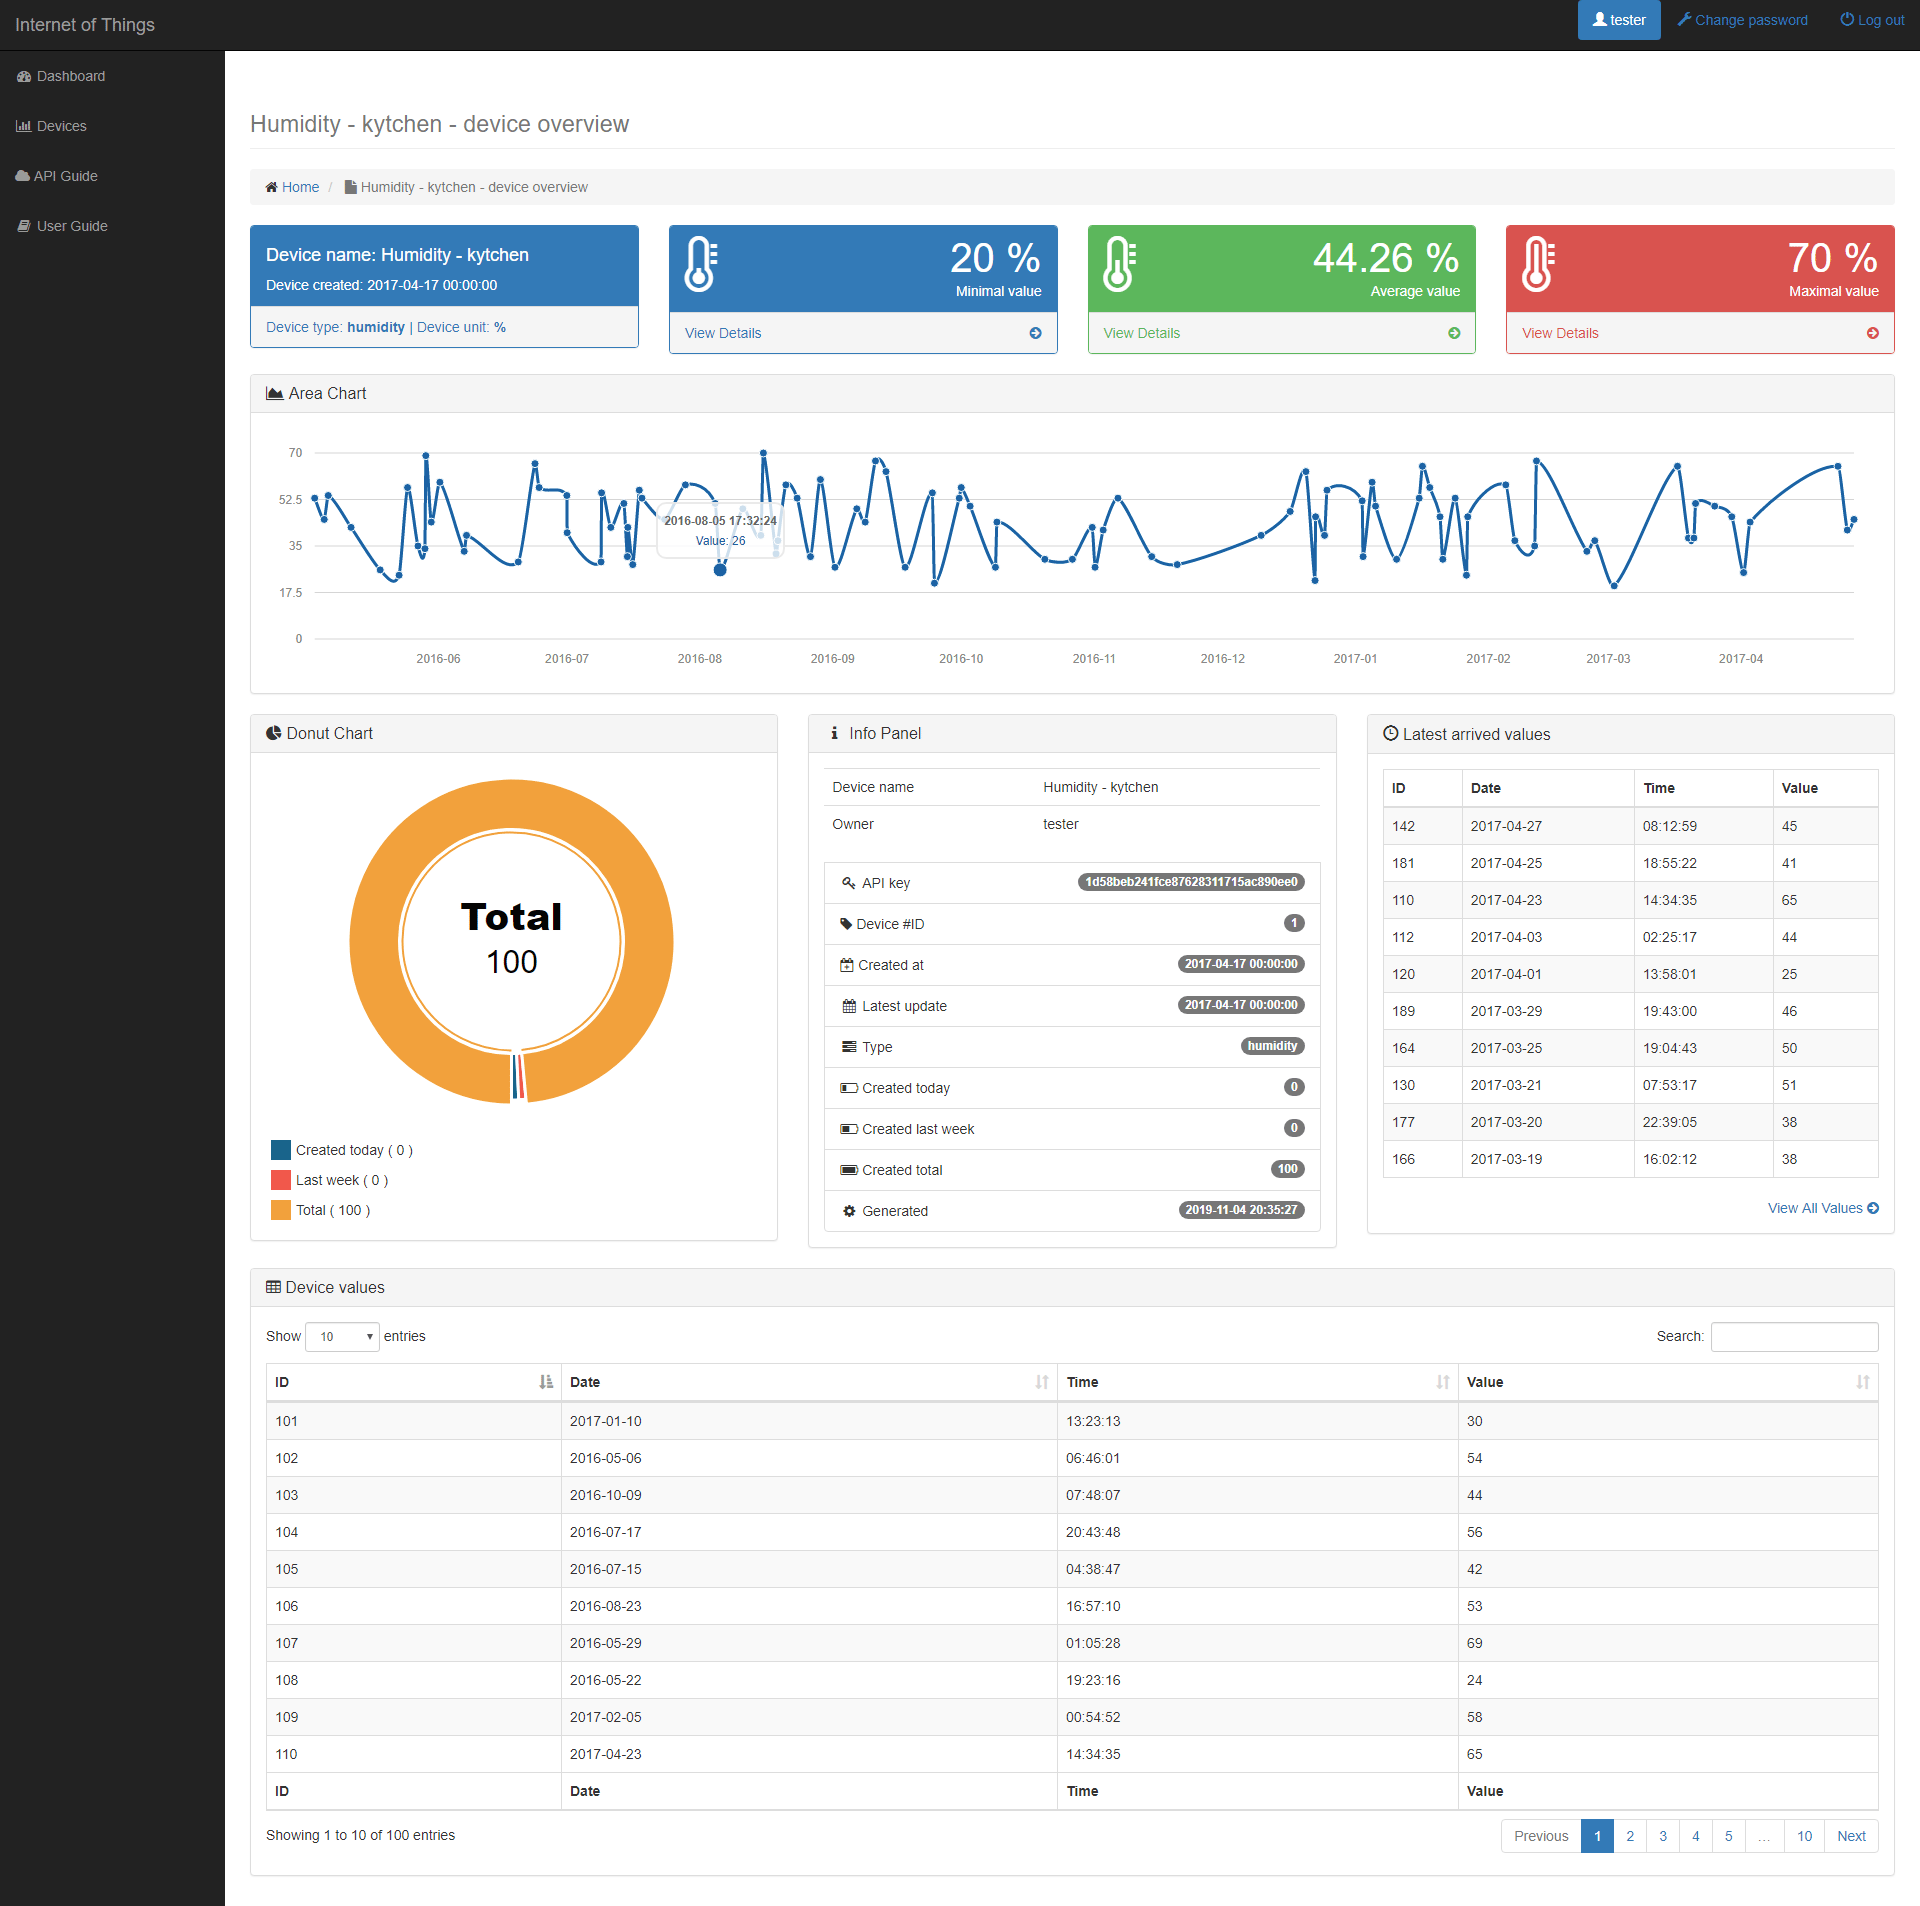 Internet of Things
tester Change password Log out
Dashboard
Devices
API Guide
User Guide
Humidity - kytchen - device overview
Home / Humidity - kytchen - device overview
Device name: Humidity - kytchen
Device created: 2017-04-17 00:00:00
Device type: humidity | Device unit: %
20 %
Minimal value
View Details
44.26 %
Average value
View Details
70 %
Maximal value
View Details
Area Chart
70
52.5
35
17.5
0
2016-08-05 17:32:24
Value: 26
2016-06 2016-07 2016-08 2016-09 2016-10 2016-11 2016-12 2017-01 2017-02 2017-03 2017-04
Donut Chart
Total
100
Created today ( 0 )
Last week ( 0 )
Total ( 100 )
Info Panel
Device name Humidity - kytchen
Owner tester
API key 1d58beb241fce87628311715ac890ee0
Device #ID 1
Created at 2017-04-17 00:00:00
Latest update 2017-04-17 00:00:00
Type humidity
Created today 0
Created last week 0
Created total 100
Generated 2019-11-04 20:35:27
Latest arrived values
ID Date Time Value
142 2017-04-27 08:12:59 45
181 2017-04-25 18:55:22 41
110 2017-04-23 14:34:35 65
112 2017-04-03 02:25:17 44
120 2017-04-01 13:58:01 25
189 2017-03-29 19:43:00 46
164 2017-03-25 19:04:43 50
130 2017-03-21 07:53:17 51
177 2017-03-20 22:39:05 38
166 2017-03-19 16:02:12 38
View All Values
Device values
Show 10 entries Search:
ID Date Time Value
101 2017-01-10 13:23:13 30
102 2016-05-06 06:46:01 54
103 2016-10-09 07:48:07 44
104 2016-07-17 20:43:48 56
105 2016-07-15 04:38:47 42
106 2016-08-23 16:57:10 53
107 2016-05-29 01:05:28 69
108 2016-05-22 19:23:16 24
109 2017-02-05 00:54:52 58
110 2017-04-23 14:34:35 65
ID Date Time Value
Showing 1 to 10 of 100 entries Previous 1 2 3 4 5 … 10 Next